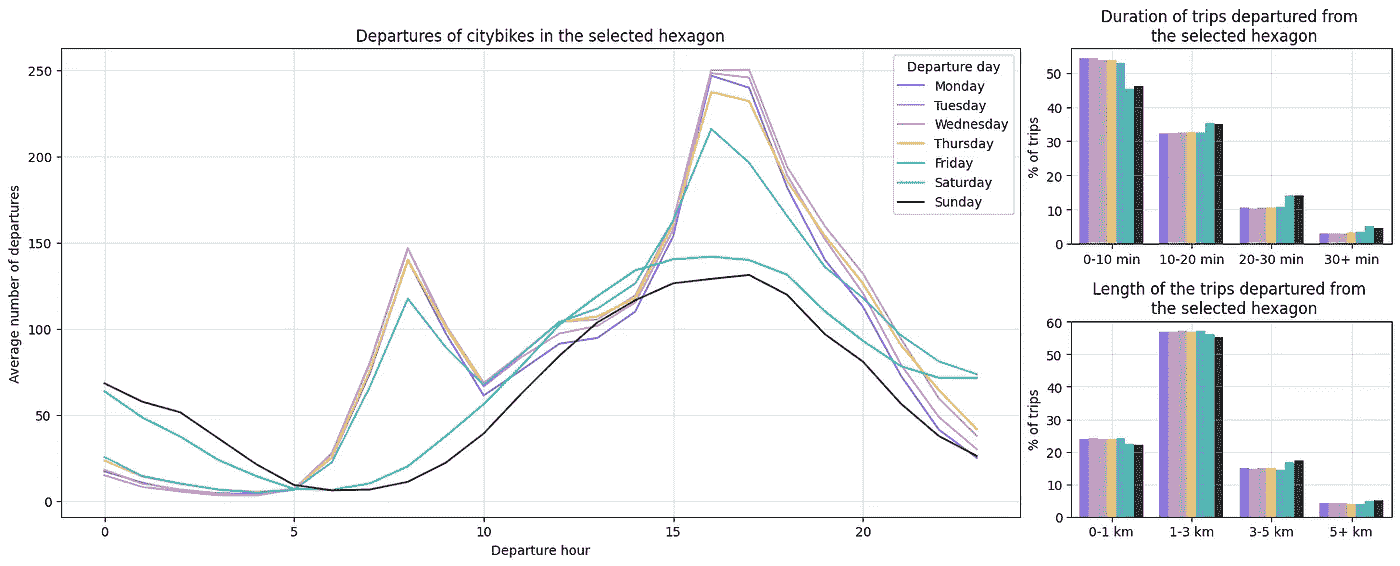 Departures of citybikes in the selected hexagon
Average number of departures
250
200
150
100
50
0
0
5
10
15
20
Departure hour
Departure day
Monday
Tuesday
Wednesday
Thursday
Friday
Saturday
Sunday
Duration of trips departured from
the selected hexagon
% of trips
50
40
30
20
10
0
0-10 min
10-20 min
20-30 min
30+ min
Length of the trips departured from
the selected hexagon
% of trips
60
50
40
30
20
10
0
0-1 km
1-3 km
3-5 km
5+ km